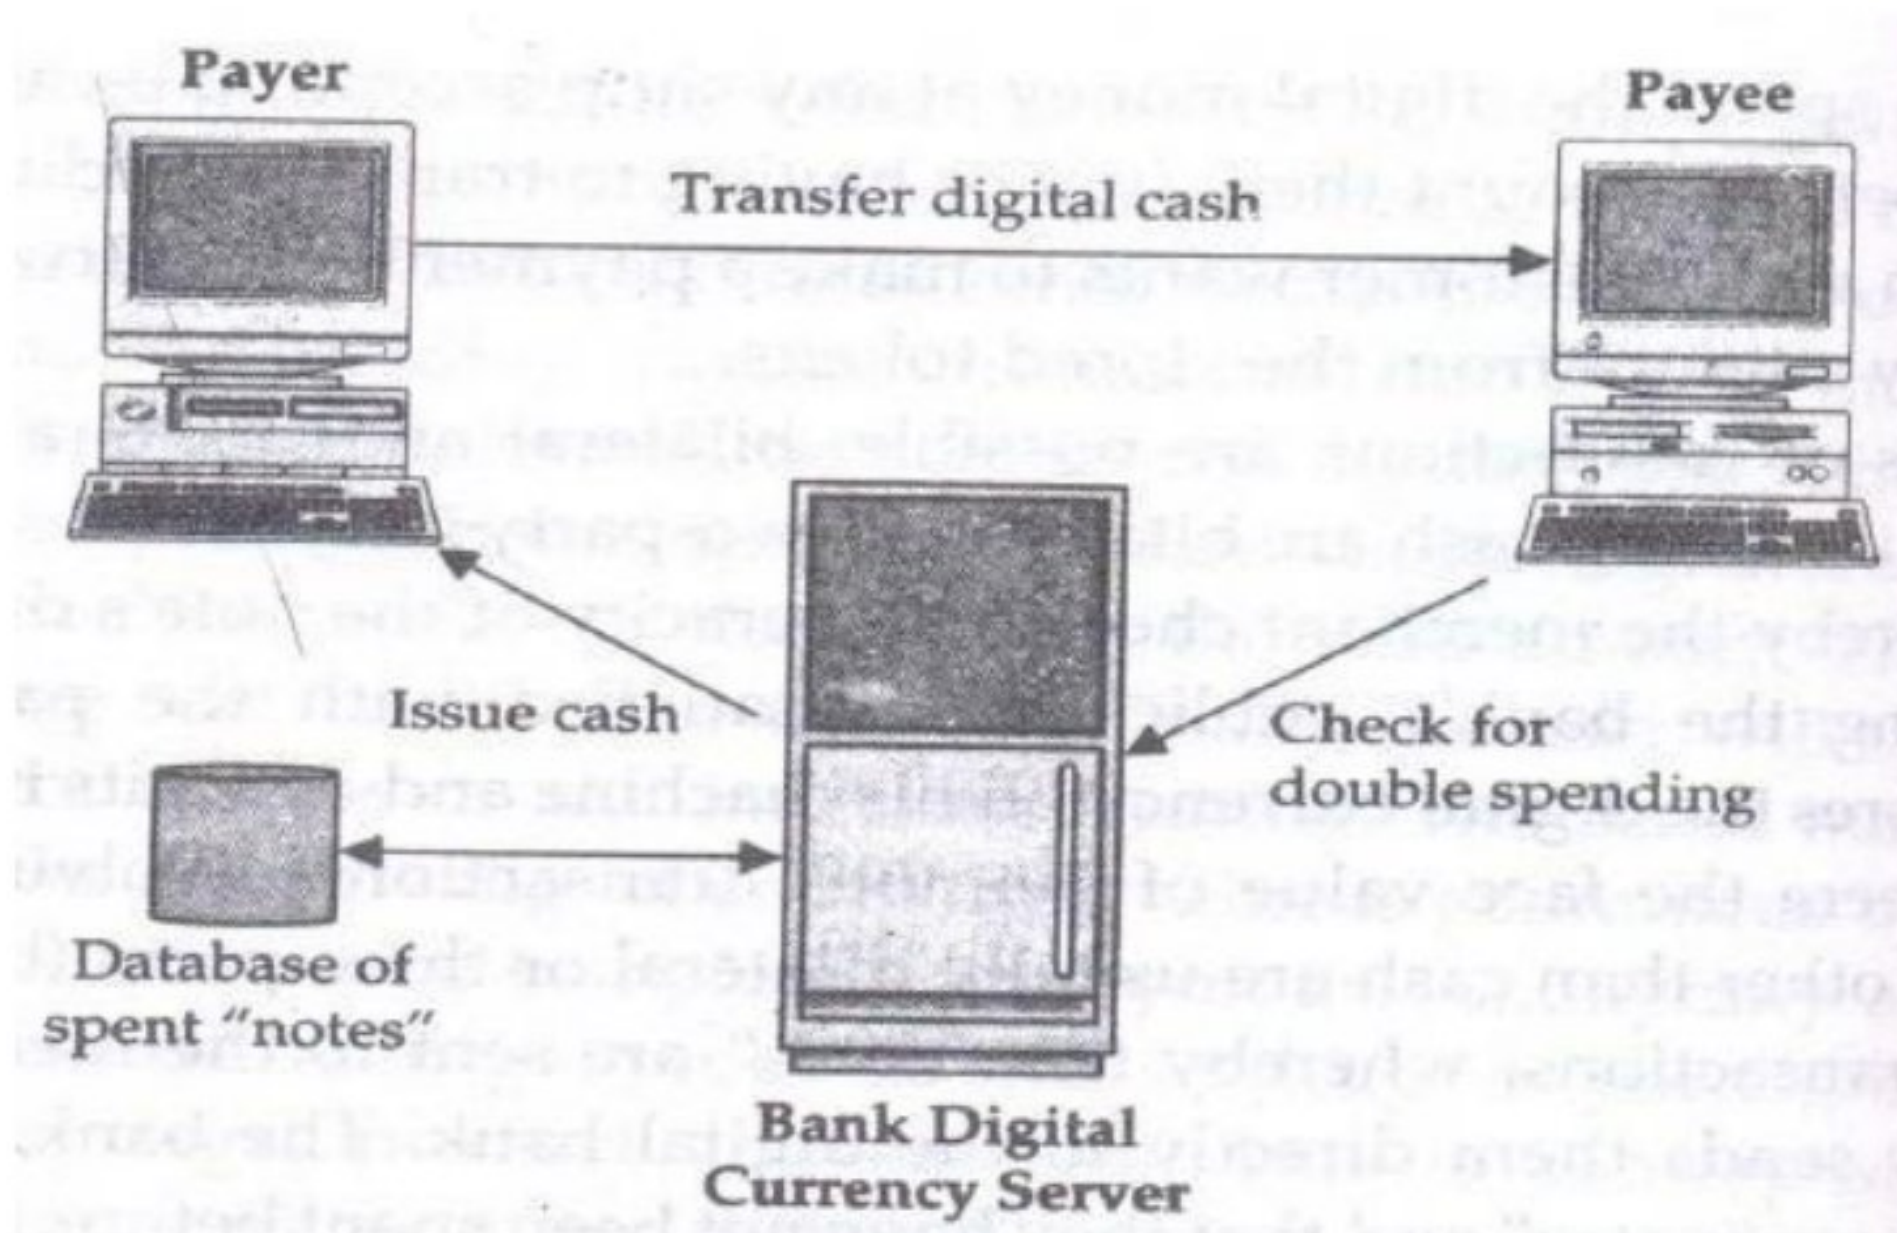 Payer
Payee
Transfer digital cash
Issue cash
Check for
double spending
Database of
spent "notes"
Bank Digital
Currency Server